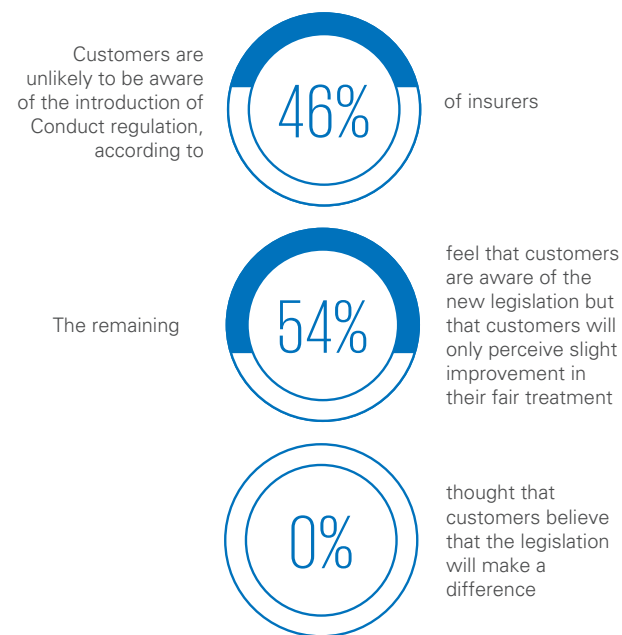 Customers are
unlikely to be aware
of the introduction of
Conduct regulation,
according to
46%
of insurers
The remaining
54%
feel that customers
are aware of the
new legislation but
that customers will
only perceive slight
improvement in
their fair treatment
0%
thought that
customers believe
that the legislation
will make a
difference